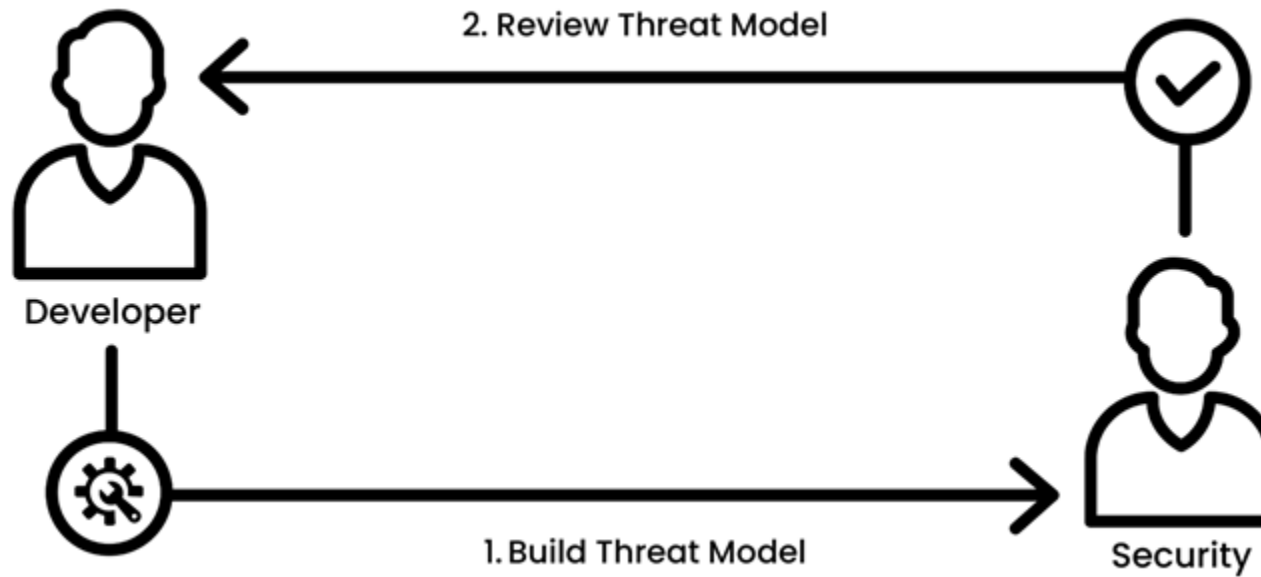 2. Review Threat Model
Developer
1. Build Threat Model
Security